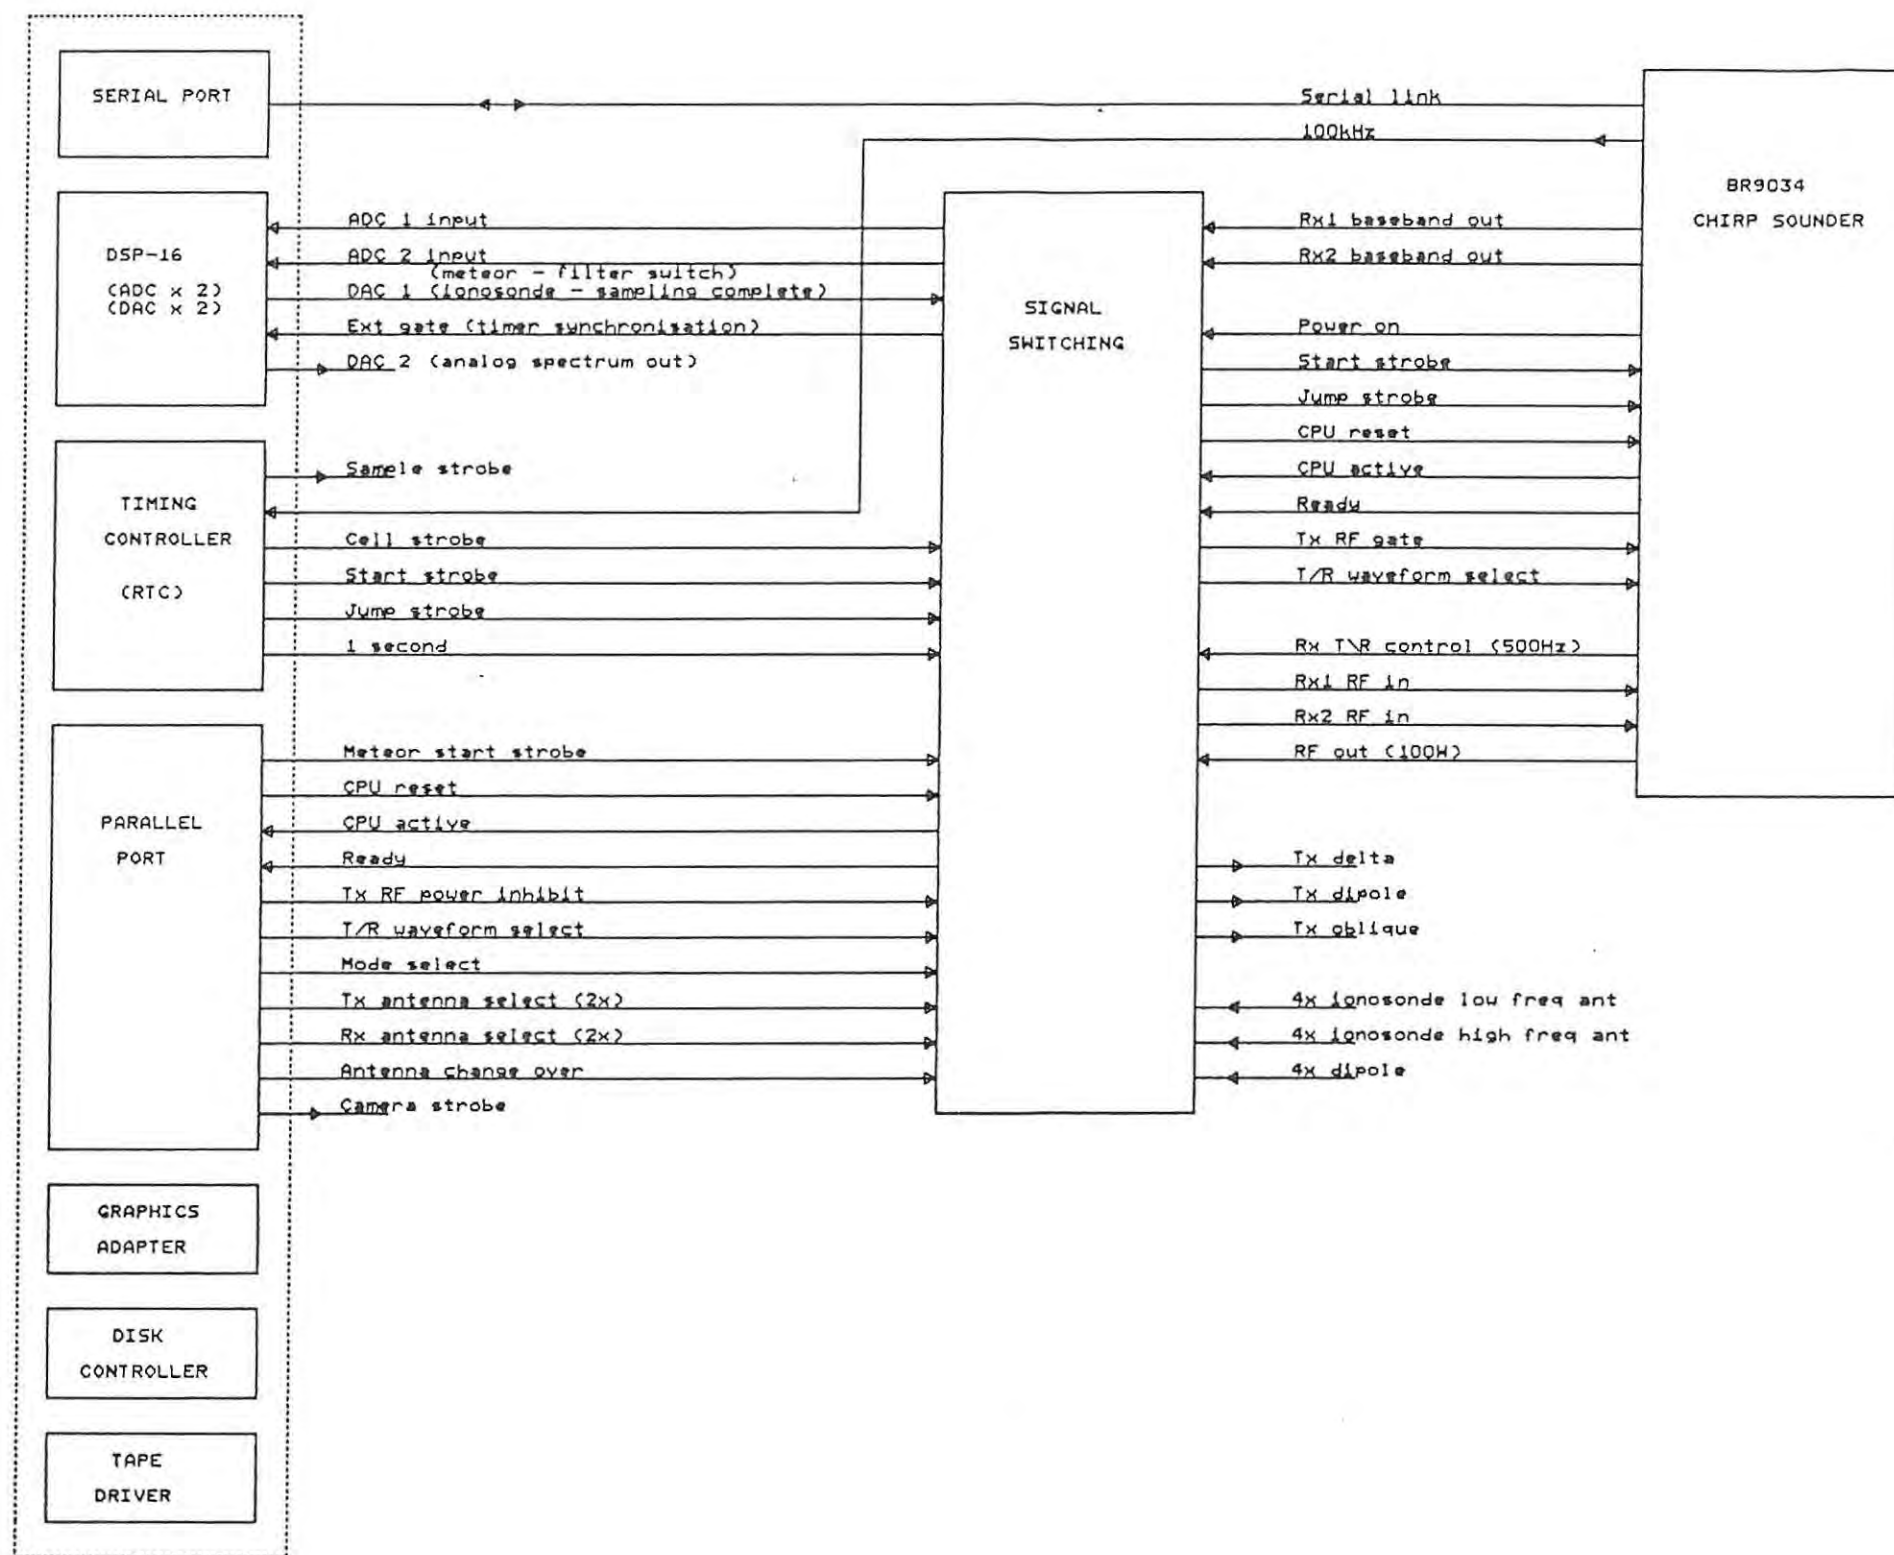 SERIAL PORT
Serial link
100kHz
BR9034
CHIRP SOUNDER
DSP-16
(ADC x 2)
(DAC x 2)
ADC 1 input
ADC 2 input
(meteor - filter switch)
DAC 1 (ionosonde - sampling complete)
Ext gate (timer synchronisation)
DAC 2 (analog spectrum out)
SIGNAL
SWITCHING
Rx1 baseband out
Rx2 baseband out
Power on
Start strobe
Jump strobe
CPU reset
CPU active
Ready
Tx RF gate
T/R waveform select
Rx T\R control (500Hz)
Rx1 RF in
Rx2 RF in
RF out (100W)
TIMING
CONTROLLER
(RTC)
Sample strobe
Cell strobe
Start strobe
Jump strobe
1 second
PARALLEL
PORT
Meteor start strobe
CPU reset
CPU active
Ready
Tx RF power inhibit
T/R waveform select
Mode select
Tx antenna select (2x)
Rx antenna select (2x)
Antenna change over
Camera strobe
Tx delta
Tx dipole
Tx oblique
4x ionosonde low freq ant
4x ionosonde high freq ant
4x dipole
GRAPHICS
ADAPTER
DISK
CONTROLLER
TAPE
DRIVER